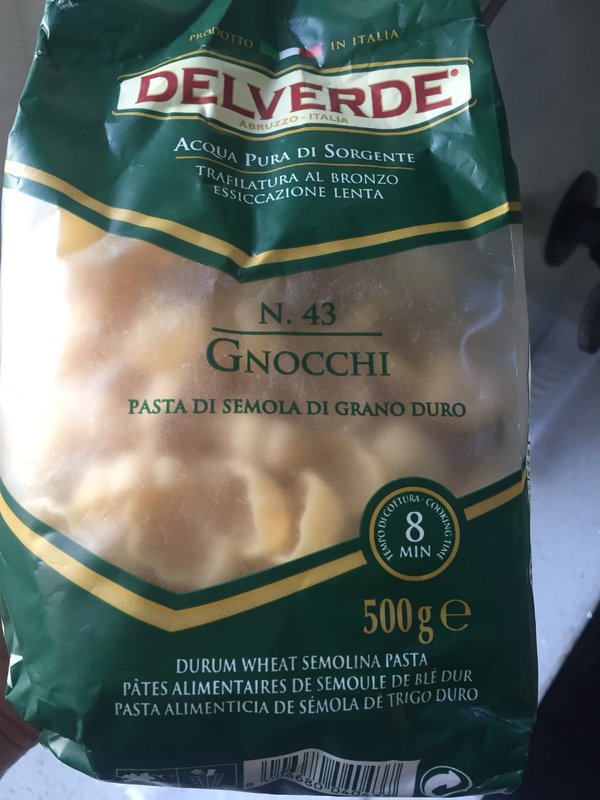 PRODOTTO IN ITALIA
DELVERDE®
ABRUZZO - ITALIA
ACQUA PURA DI SORGENTE
TRAFILATURA AL BRONZO
ESSICCAZIONE LENTA
N. 43
GNOCCHI
PASTA DI SEMOLA DI GRANO DURO
TEMPO DI COTTURA · COOKING TIME
8
MIN
500 g e
DURUM WHEAT SEMOLINA PASTA
PÂTES ALIMENTAIRES DE SEMOULE DE BLÉ DUR
PASTA ALIMENTICIA DE SÉMOLA DE TRIGO DURO